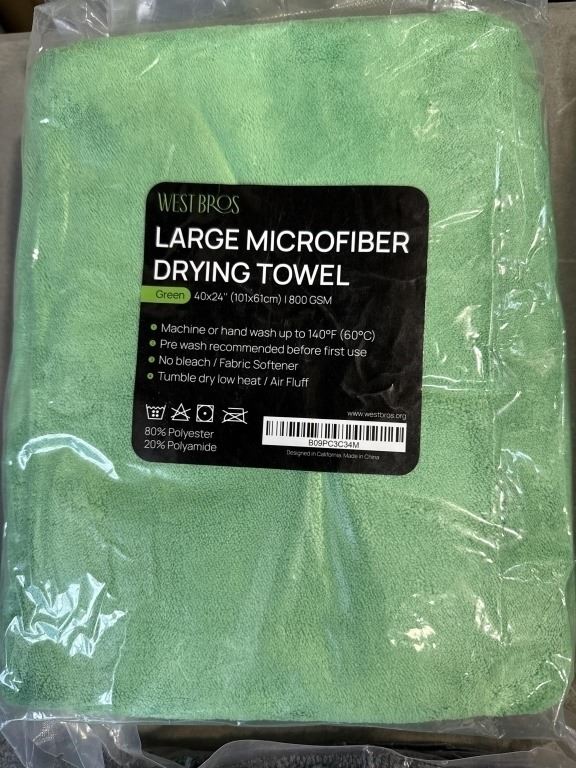 WEST BROS
LARGE MICROFIBER
DRYING TOWEL
Green 40x24" (101x61cm) | 800 GSM
Machine or hand wash up to 140°F (60°C)
Pre wash recommended before first use
No bleach / Fabric Softener
Tumble dry low heat / Air Fluff
www.westbros.org
80% Polyester
20% Polyamide
B09PC3C34M
Designed in California. Made in China